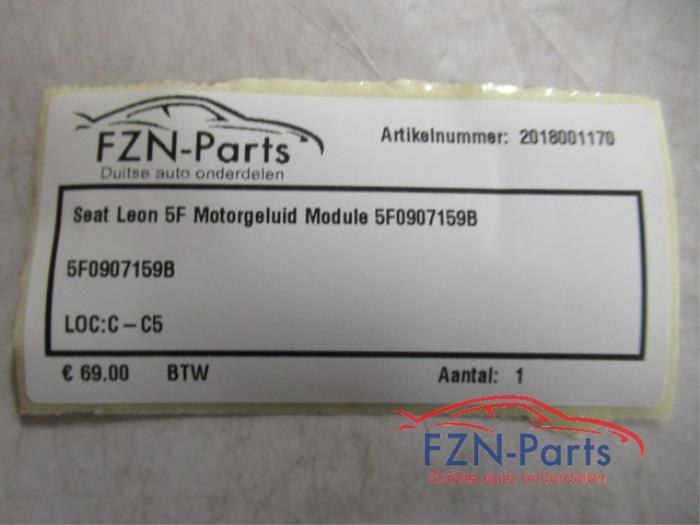 FZN-Parts
Duitse auto onderdelen
Artikelnummer: 2018001170
Seat Leon 5F Motorgeluid Module 5F0907159B
5F0907159B
LOC:C-C5
€ 69.00 BTW Aantal: 1
FZN-Parts
Duitse auto onderdelen